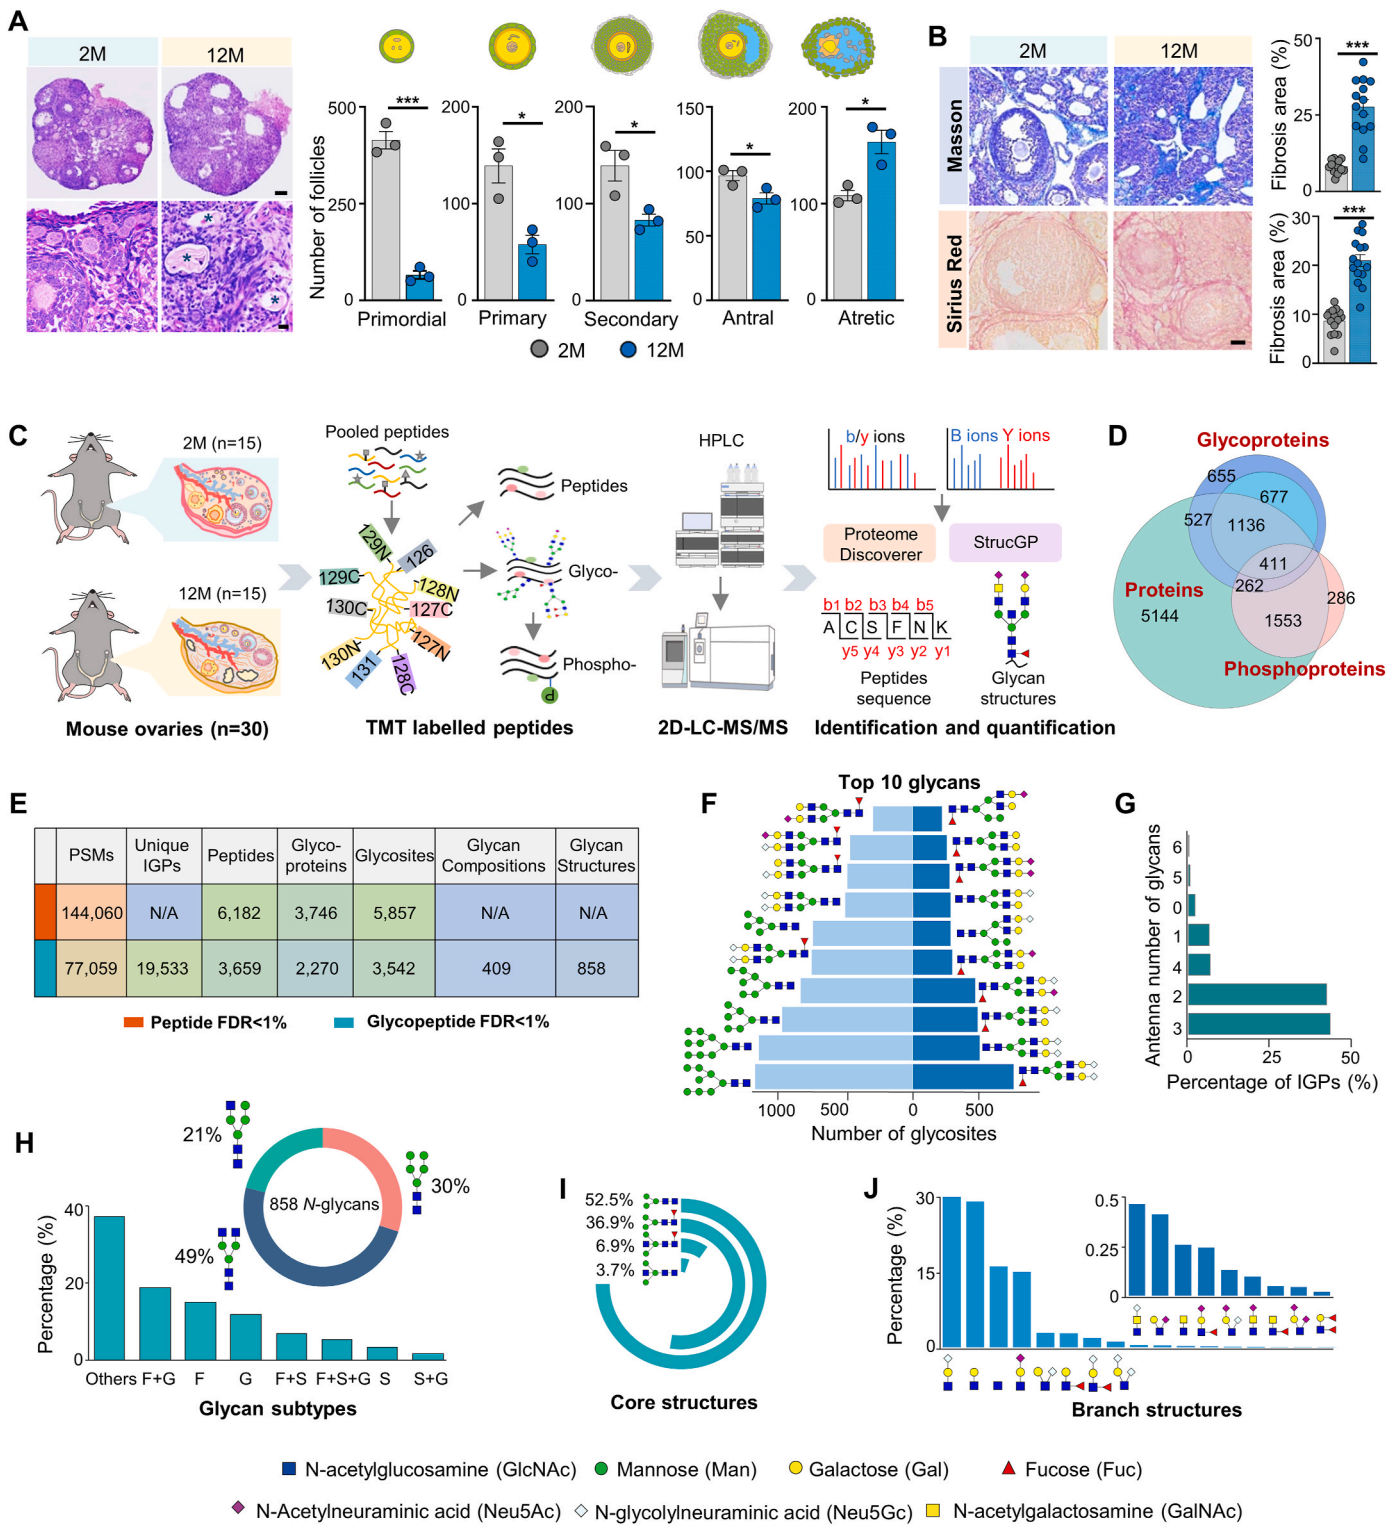 A
2M
12M
*
*
*
Number of follicles
500
250
0
***
Primordial
200
100
0
*
Primary
200
100
0
*
Secondary
150
100
50
0
*
Antral
200
100
0
*
Atretic
2M
12M
B
2M
12M
Masson
Sirius Red
Fibrosis area (%)
50
25
0
***
Fibrosis area (%)
30
20
10
0
***
C
2M (n=15)
12M (n=15)
Mouse ovaries (n=30)
Pooled peptides
129N
126
129C
128N
130C
127C
130N
127N
131
128C
Peptides
Glyco-
Phospho-
TMT labelled peptides
HPLC
2D-LC-MS/MS
b/y ions
B ions Y ions
Proteome
Discoverer
StrucGP
b1 b2 b3 b4 b5
A C S F N K
y5 y4 y3 y2 y1
Peptides
sequence
Glycan
structures
Identification and quantification
D
Glycoproteins
655
677
527
1136
411
262
Proteins
5144
286
1553
Phosphoproteins
E
PSMs
Unique
IGPs
Peptides
Glyco-
proteins
Glycosites
Glycan
Compositions
Glycan
Structures
144,060 N/A 6,182 3,746 5,857 N/A N/A
77,059 19,533 3,659 2,270 3,542 409 858
Peptide FDR<1%
Glycopeptide FDR<1%
F
Top 10 glycans
1000 500 0 500
Number of glycosites
G
Antenna number of glycans
6
5
0
1
4
2
3
0 25 50
Percentage of IGPs (%)
H
21%
30%
49%
858 N-glycans
Percentage (%)
40
20
0
Others F+G F G F+S F+S+G S S+G
Glycan subtypes
I
52.5%
36.9%
6.9%
3.7%
Core structures
J
Percentage (%)
30
15
0
0.5
0.25
0
Branch structures
N-acetylglucosamine (GlcNAc)
Mannose (Man)
Galactose (Gal)
Fucose (Fuc)
N-Acetylneuraminic acid (Neu5Ac)
N-glycolylneuraminic acid (Neu5Gc)
N-acetylgalactosamine (GalNAc)